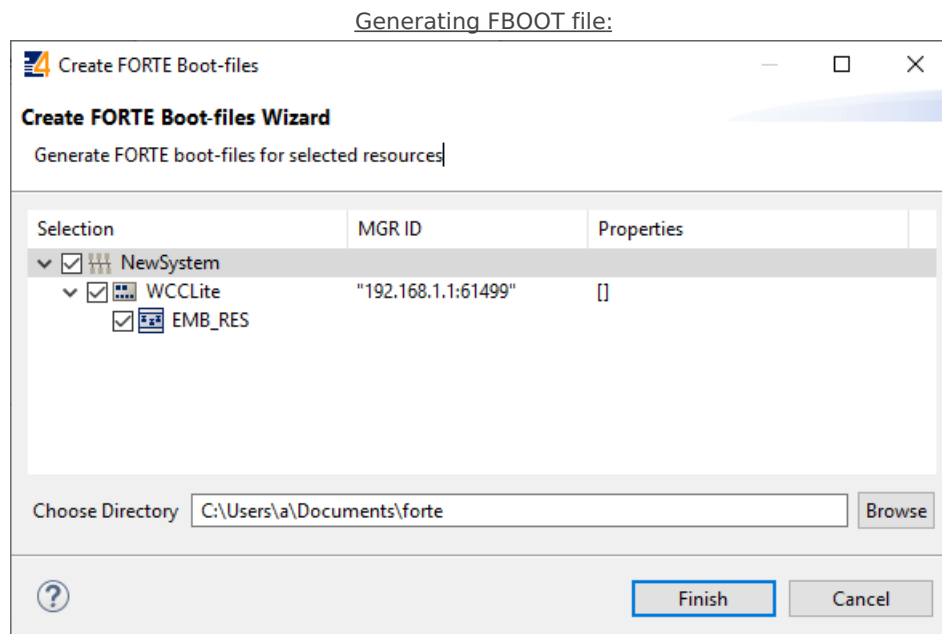 Generating FBOOT file:
Create FORTE Boot-files
Create FORTE Boot-files Wizard
Generate FORTE boot-files for selected resources
Selection MGR ID Properties
NewSystem
WCCLite "192.168.1.1:61499" []
EMB_RES
Choose Directory C:\Users\a\Documents\forte Browse
? Finish Cancel